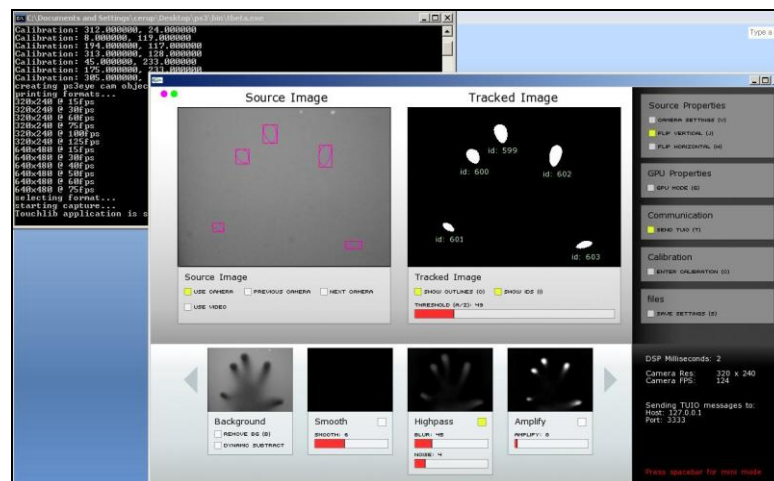 C:\Documents and Settings\cerup\Desktop\ps3\bin\theta.exe
Calibration: 312.000000, 24.000000
Calibration: 8.000000, 119.000000
Calibration: 194.000000, 117.000000
Calibration: 313.000000, 128.000000
Calibration: 45.000000, 233.000000
Calibration: 175.000000, 233
Calibration: 305.000000,
creating ps3eye cam objec
printing formats...
320x240 @ 15fps
320x240 @ 30fps
320x240 @ 60fps
320x240 @ 75fps
320x240 @ 100fps
320x240 @ 125fps
640x480 @ 15fps
640x480 @ 30fps
640x480 @ 40fps
640x480 @ 50fps
640x480 @ 60fps
640x480 @ 75fps
selecting format...
starting capture...
Touchlib application is s
Type a
Source Image
Tracked Image
id: 599
id: 600
id: 602
id: 601
id: 603
Source Image
USE CAMERA
PREVIOUS CAMERA
NEXT CAMERA
USE VIDEO
Tracked Image
SHOW OUTLINES (O)
SHOW IDS (I)
THRESHOLD (A/Z): 49
Source Properties
CAMERA SETTINGS (V)
FLIP VERTICAL (J)
FLIP HORIZONTAL (H)
GPU Properties
GPU MODE (G)
Communication
SEND TUIO (T)
Calibration
ENTER CALIBRATION (C)
files
SAVE SETTINGS (S)
Background
REMOVE BG (B)
DYNAMIC SUBTRACT
Smooth
SMOOTH: 6
Highpass
BLUR: 45
NOISE: 4
Amplify
DSP Milliseconds: 2
Camera Res: 320 x 240
Camera FPS: 124
Sending TUIO messages to:
Host: 127.0.0.1
Port: 3333
Press spacebar for mini mode